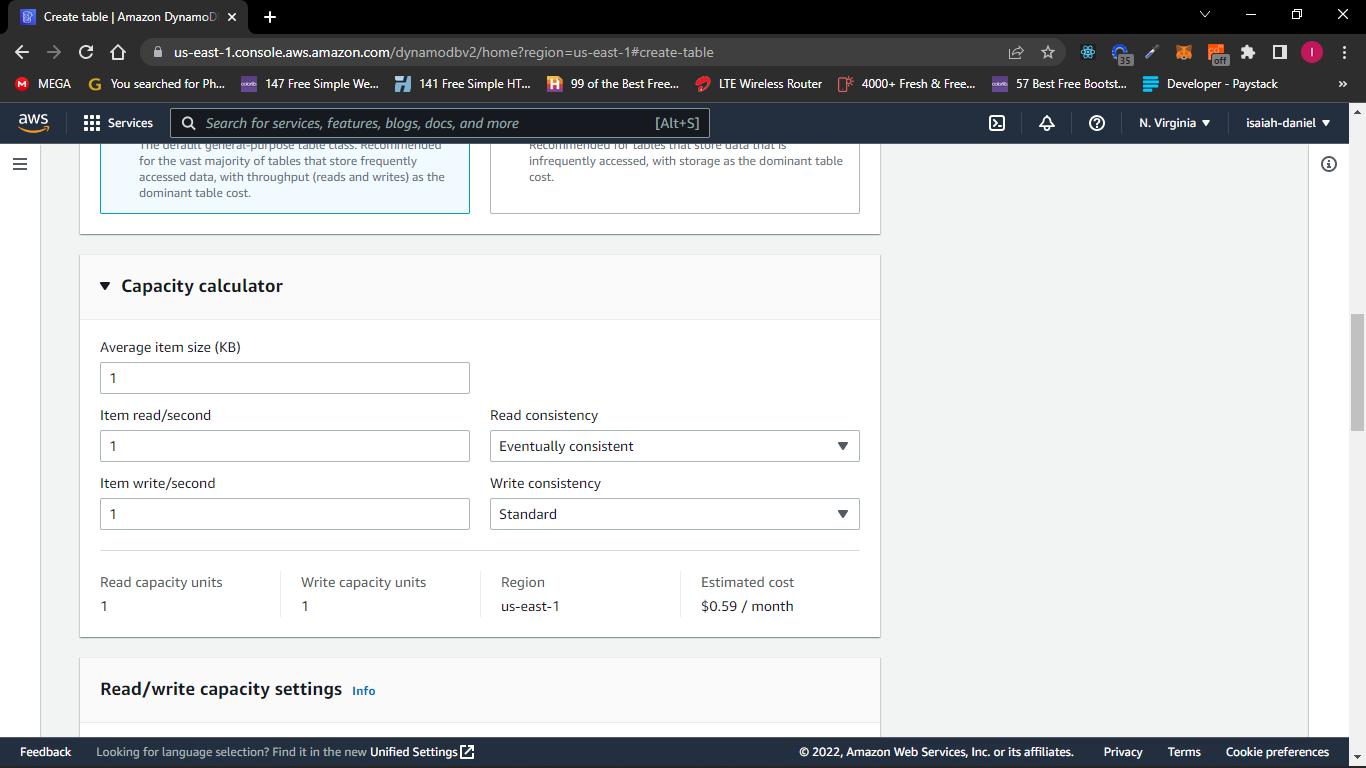 Create table | Amazon DynamoD
us-east-1.console.aws.amazon.com/dynamodbv2/home?region=us-east-1#create-table
35
off
I
MEGA
You searched for Ph...
147 Free Simple We...
141 Free Simple HT...
99 of the Best Free...
LTE Wireless Router
4000+ Fresh & Free...
57 Best Free Bootst...
Developer - Paystack
»
aws
Services
Search for services, features, blogs, docs, and more
[Alt+S]
N. Virginia
isaiah-daniel
The default general-purpose table class. Recommended
for the vast majority of tables that store frequently
accessed data, with throughput (reads and writes) as the
dominant table cost.
Recommended for tables that store data that is
infrequently accessed, with storage as the dominant table
cost.
Capacity calculator
Average item size (KB)
1
Item read/second
1
Read consistency
Eventually consistent
Item write/second
1
Write consistency
Standard
Read capacity units
1
Write capacity units
1
Region
us-east-1
Estimated cost
$0.59 / month
Read/write capacity settings Info
Feedback
Looking for language selection? Find it in the new Unified Settings
© 2022, Amazon Web Services, Inc. or its affiliates.
Privacy
Terms
Cookie preferences